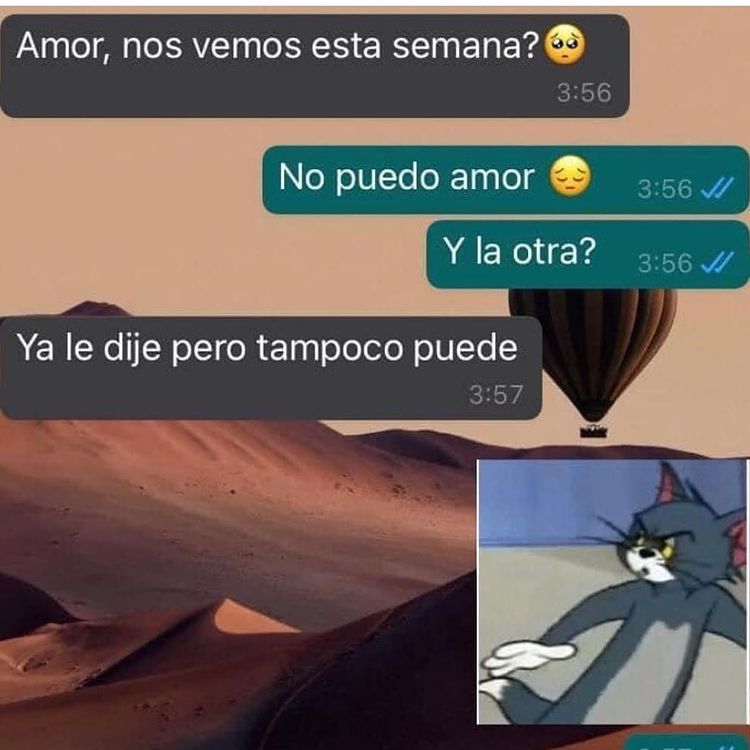 Amor, nos vemos esta semana?🥺
3:56
No puedo amor 😔 3:56
Y la otra? 3:56
Ya le dije pero tampoco puede
3:57